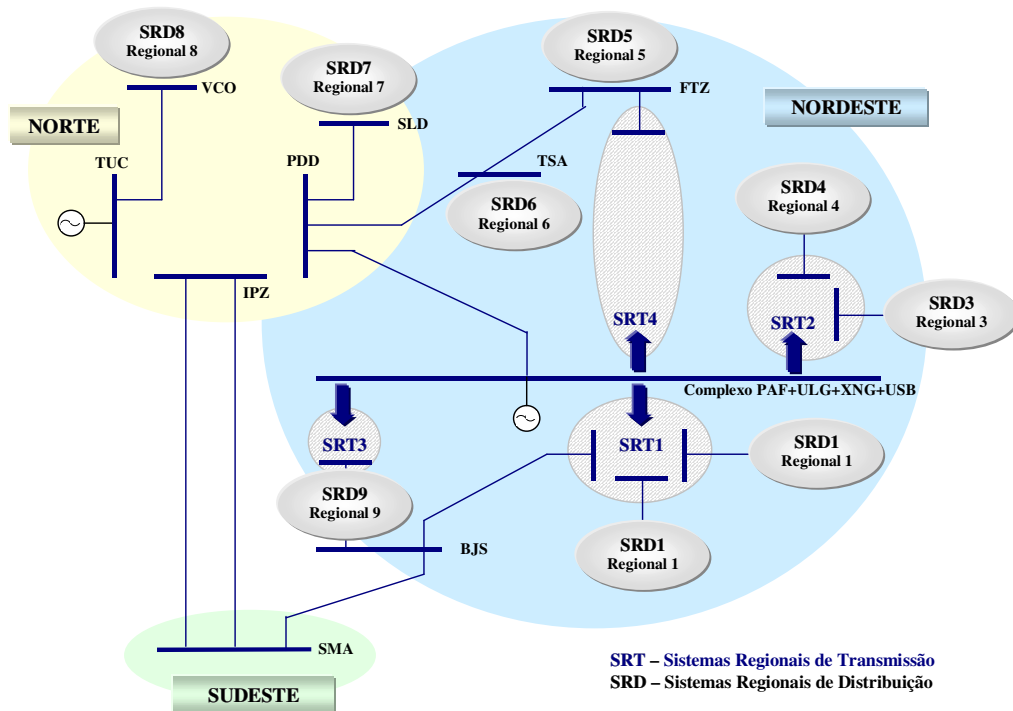 SRD8
Regional 8
VCO
SRD7
Regional 7
SLD
SRD5
Regional 5
FTZ
NORTE
NORDESTE
TUC
PDD
TSA
SRD6
Regional 6
SRD4
Regional 4
IPZ
SRT4
SRT2
SRD3
Regional 3
Complexo PAF+ULG+XNG+USB
SRT3
SRT1
SRD1
Regional 1
SRD9
Regional 9
BJS
SRD1
Regional 1
SMA
SUDESTE
SRT – Sistemas Regionais de Transmissão
SRD – Sistemas Regionais de Distribuição